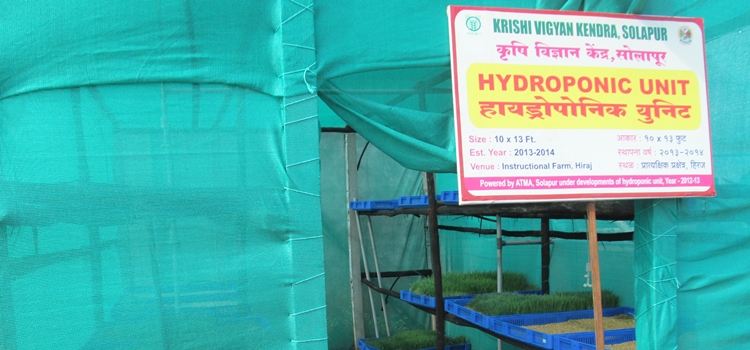 KRISHI VIGYAN KENDRA, SOLAPUR
कृषि विज्ञान केंद्र, सोलापूर
HYDROPONIC UNIT
हायड्रोपोनिक युनिट
Size : 10 x 13 Ft.
Est. Year : 2013-2014
Venue : Instructional Farm, Hiraj
आकार : १० x १३ फुट
स्थापना वर्ष : २०१३-२०१४
स्थळ : प्रात्यक्षिक प्रक्षेत्र, हिरज
Powered by ATMA, Solapur under developments of hydroponic unit, Year - 2012-13